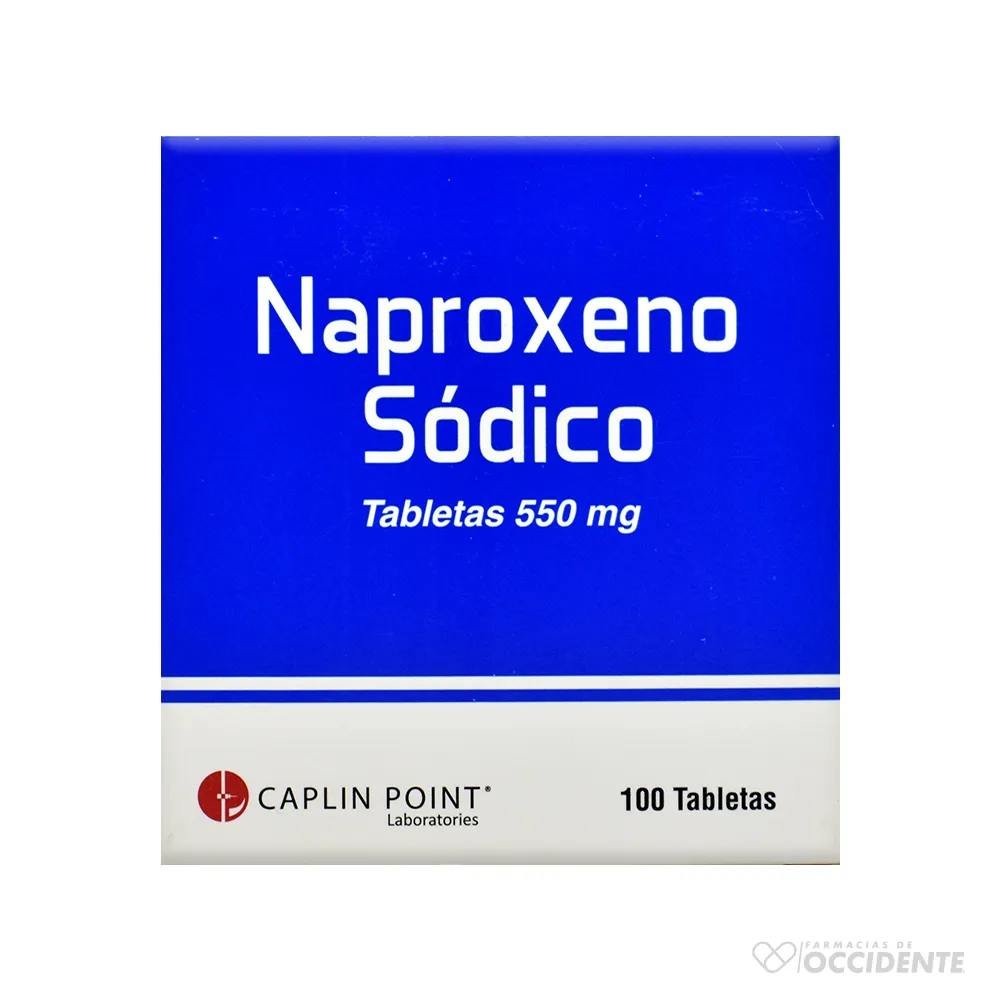 Naproxeno
Sódico
Tabletas 550 mg
CAPLIN POINT®
Laboratories
100 Tabletas
FARMACIAS DE
OCCIDENTE